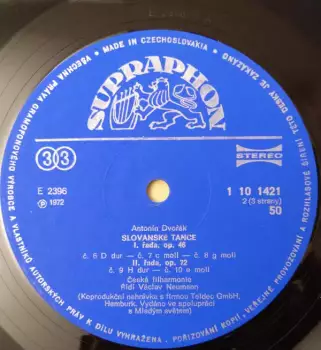 MADE IN CZECHOSLOVAKIA • VŠECHNA PRÁVA GRAMOFONOVÉHO VÝROBCE A VLASTNÍKŮ AUTORSKÝCH PRÁV K DÍLU VYHRAŽENA. POŘIZOVÁNÍ KOPIÍ, VEŘEJNÉ PROVOZOVÁNÍ A ROZHLASOVÉ ŠÍŘENÍ TÉTO DESKY JE ZAKÁZÁNO
SUPRAPHON
33
STEREO
E 2396
1 10 1421
℗ 1972
2 (S strany)
50
Antonín Dvořák
SLOVANSKÉ TANCE
I. řada, op. 46
č. 6 D dur — č. 7 c moll — č. 8 g moll
II. řada, op. 72
č. 9 H dur — č. 10 e moll
Česká filharmonie
Řídí Václav Neumann
(Koprodukční nahrávka s firmou Teldec GmbH,
Hamburk. Vydáno ve spolupráci
s Mladým světem)